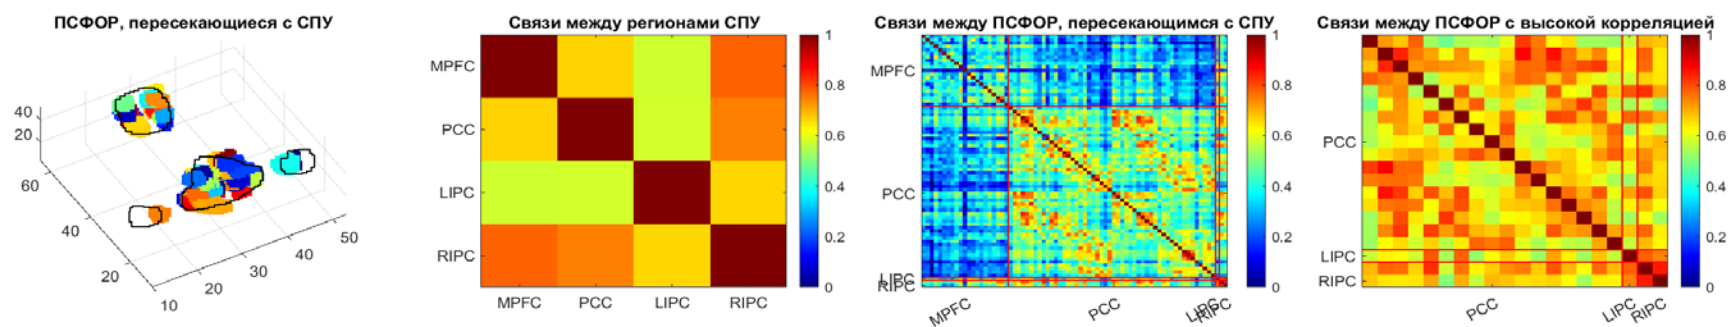 ПСФОР, пересекающиеся с СПУ
40
20
60
40
20
10
20
30
40
50
Связи между регионами СПУ
MPFC
PCC
LIPC
RIPC
MPFC
PCC
LIPC
RIPC
1
0.8
0.6
0.4
0.2
0
Связи между ПСФОР, пересекающимся с СПУ
MPFC
PCC
LIPC
RIPC
MPFC
PCC
LIPC
RIPC
1
0.8
0.6
0.4
0.2
0
Связи между ПСФОР с высокой корреляцией
PCC
LIPC
RIPC
PCC
LIPC
RIPC
1
0.8
0.6
0.4
0.2
0